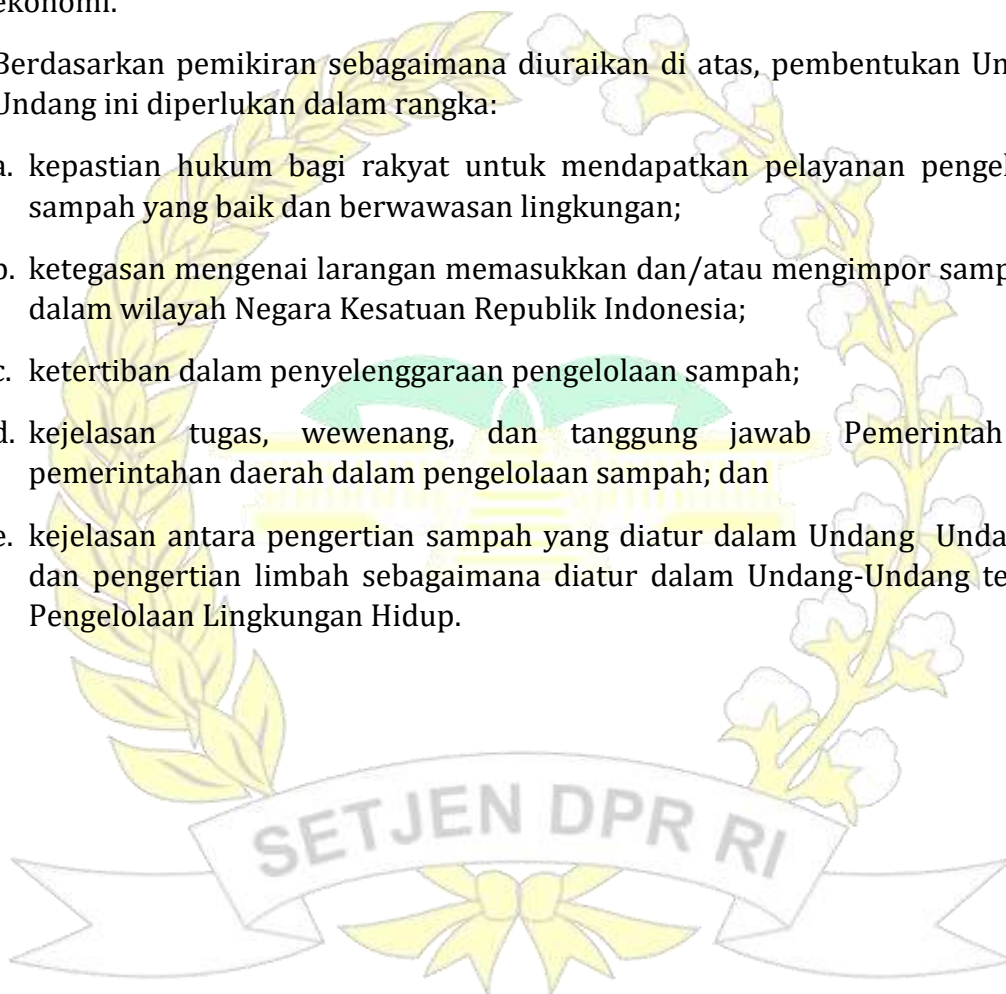 ekonomi.
Berdasarkan pemikiran sebagaimana diuraikan di atas, pembentukan Un
Undang ini diperlukan dalam rangka:
a. kepastian hukum bagi rakyat untuk mendapatkan pelayanan pengel
sampah yang baik dan berwawasan lingkungan;
b. ketegasan mengenai larangan memasukkan dan/atau mengimpor samp
dalam wilayah Negara Kesatuan Republik Indonesia;
c. ketertiban dalam penyelenggaraan pengelolaan sampah;
d. kejelasan tugas, wewenang, dan tanggung jawab Pemerintah
pemerintahan daerah dalam pengelolaan sampah; dan
e. kejelasan antara pengertian sampah yang diatur dalam Undang Unda
dan pengertian limbah sebagaimana diatur dalam Undang-Undang te
Pengelolaan Lingkungan Hidup.
SETJEN DPR RI